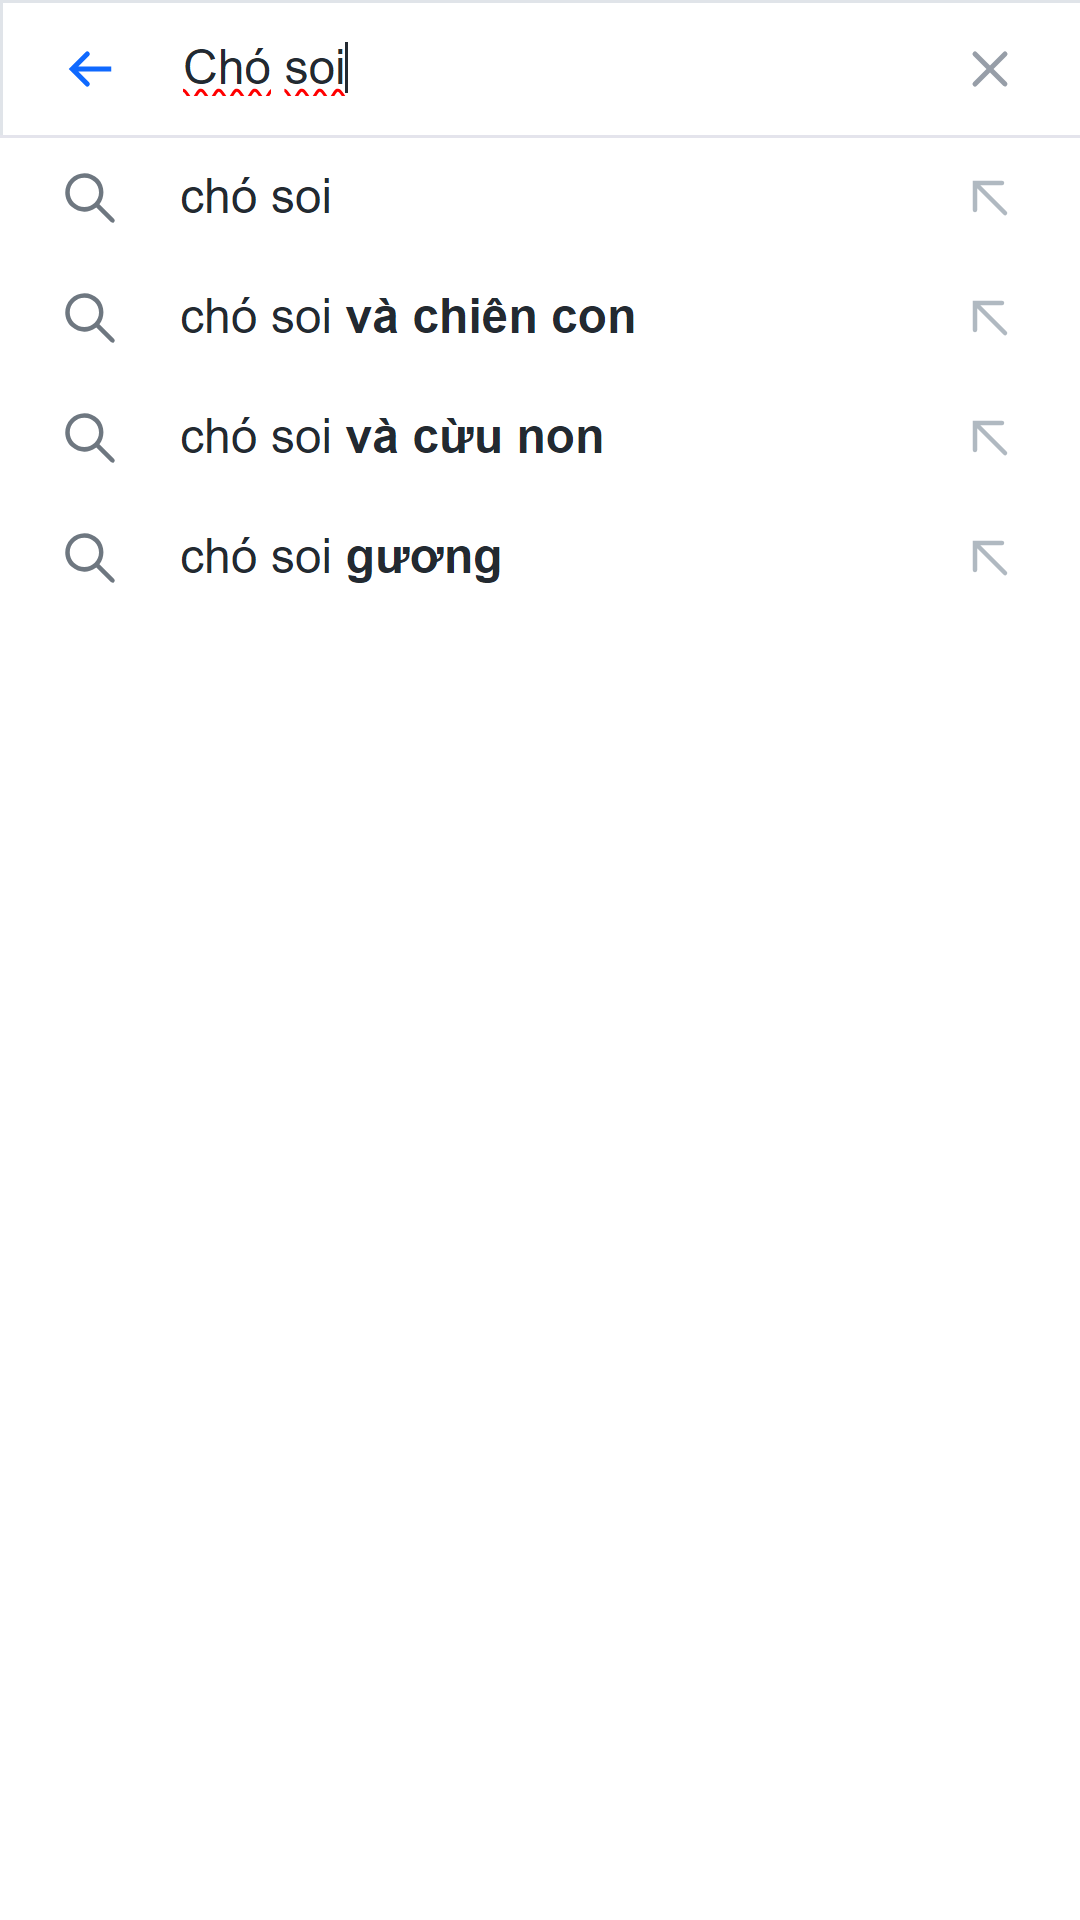 Chó soi
chó soi
chó soi và chiên con
chó soi và cừu non
chó soi gương